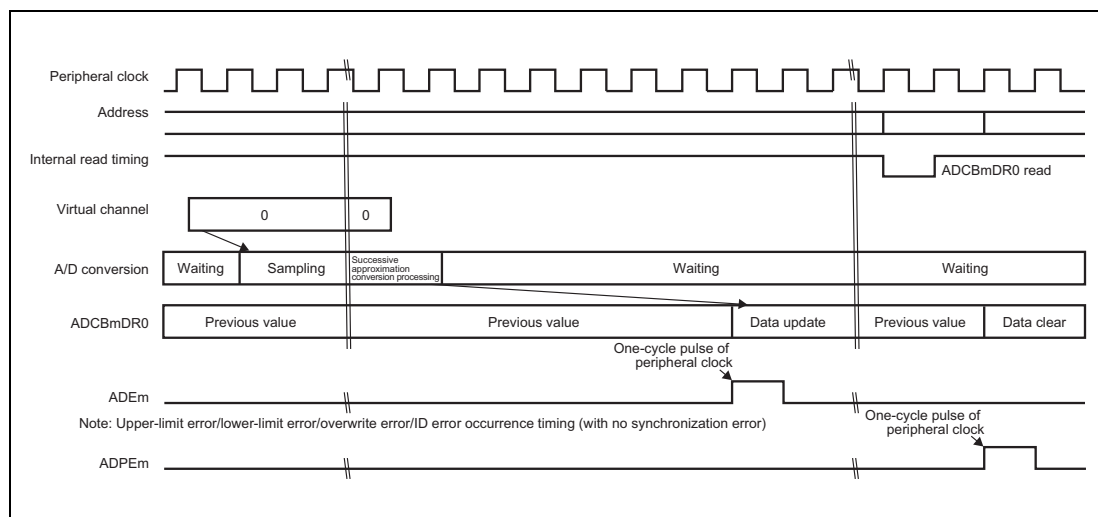 Peripheral clock
Address
Internal read timing
ADCBmDR0 read
Virtual channel
0
0
A/D conversion
Waiting
Sampling
Successive
approximation
conversion processing
Waiting
Waiting
ADCBmDR0
Previous value
Previous value
Data update
Previous value
Data clear
One-cycle pulse of
peripheral clock
ADEm
Note: Upper-limit error/lower-limit error/overwrite error/ID error occurrence timing (with no synchronization error)
One-cycle pulse of
peripheral clock
ADPEm